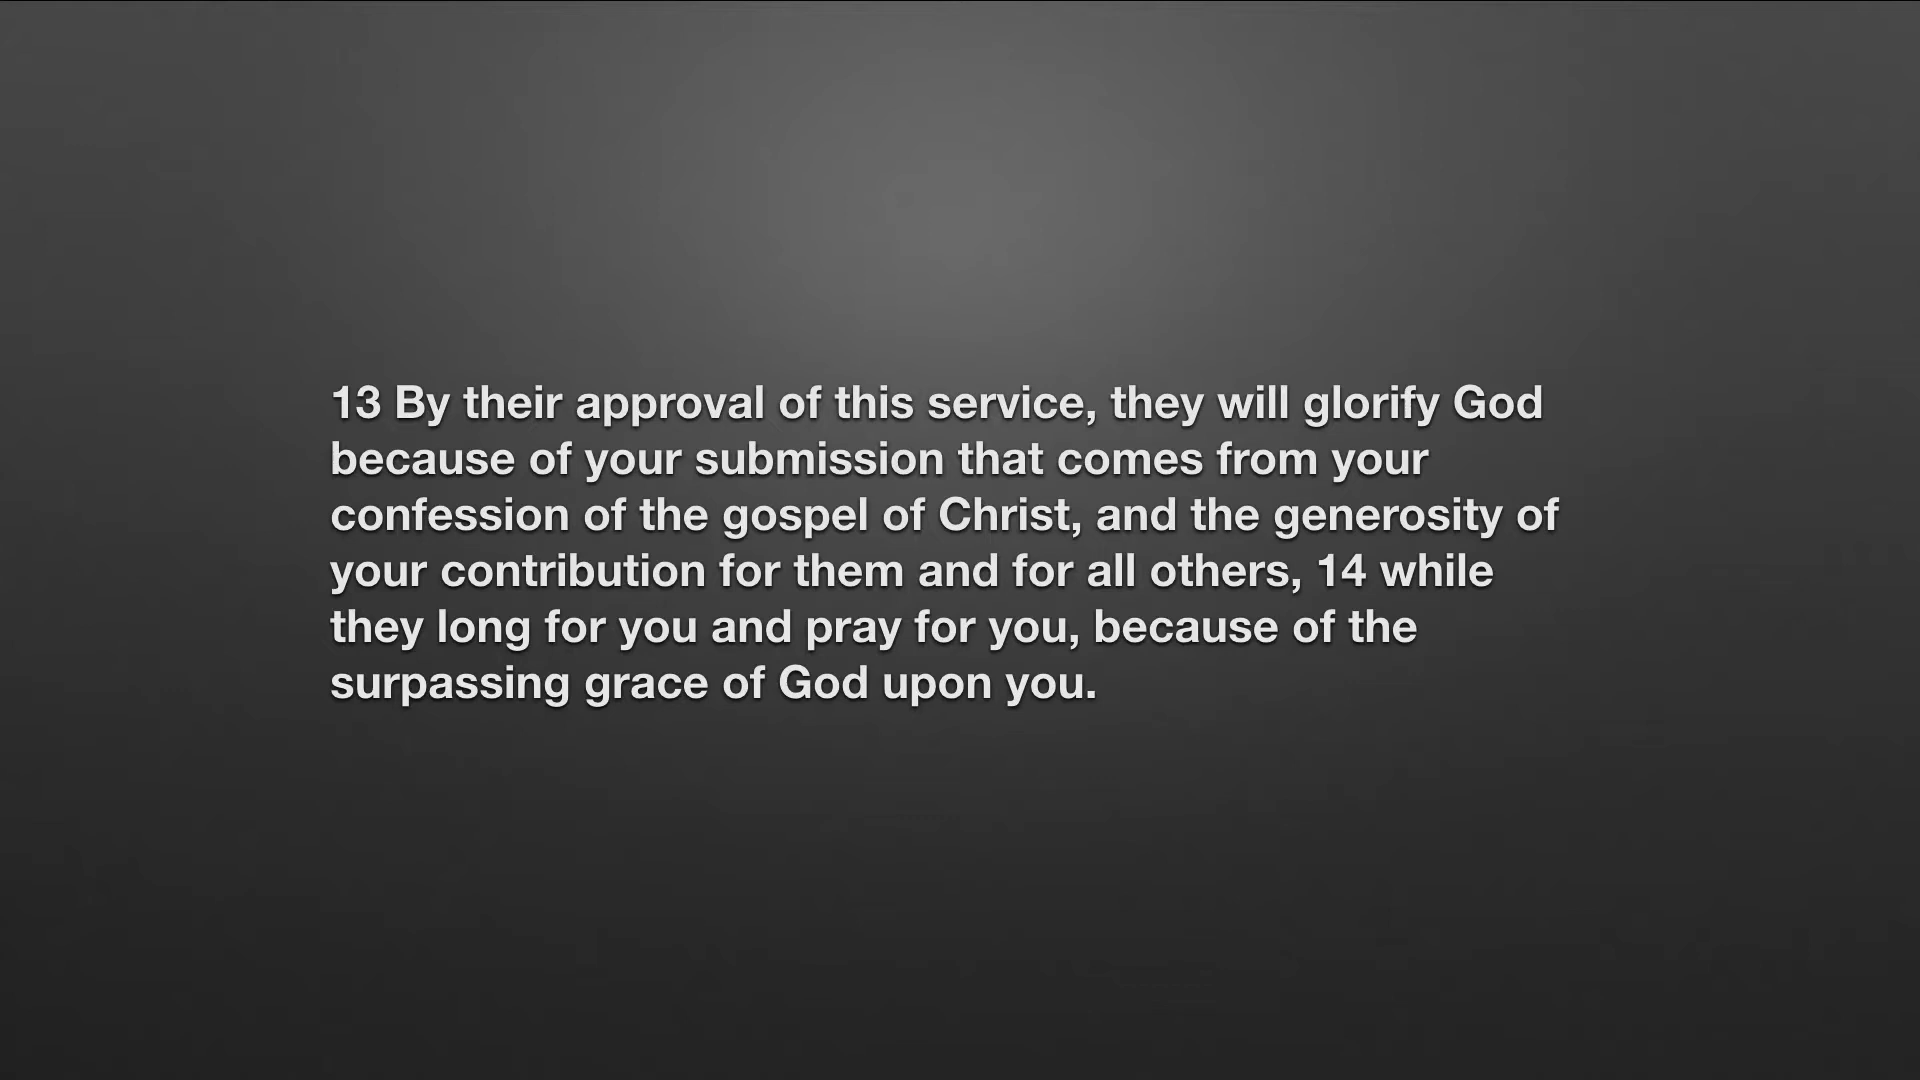 13 By their approval of this service, they will glorify God
because of your submission that comes from your
confession of the gospel of Christ, and the generosity of
your contribution for them and for all others, 14 while
they long for you and pray for you, because of the
surpassing grace of God upon you.